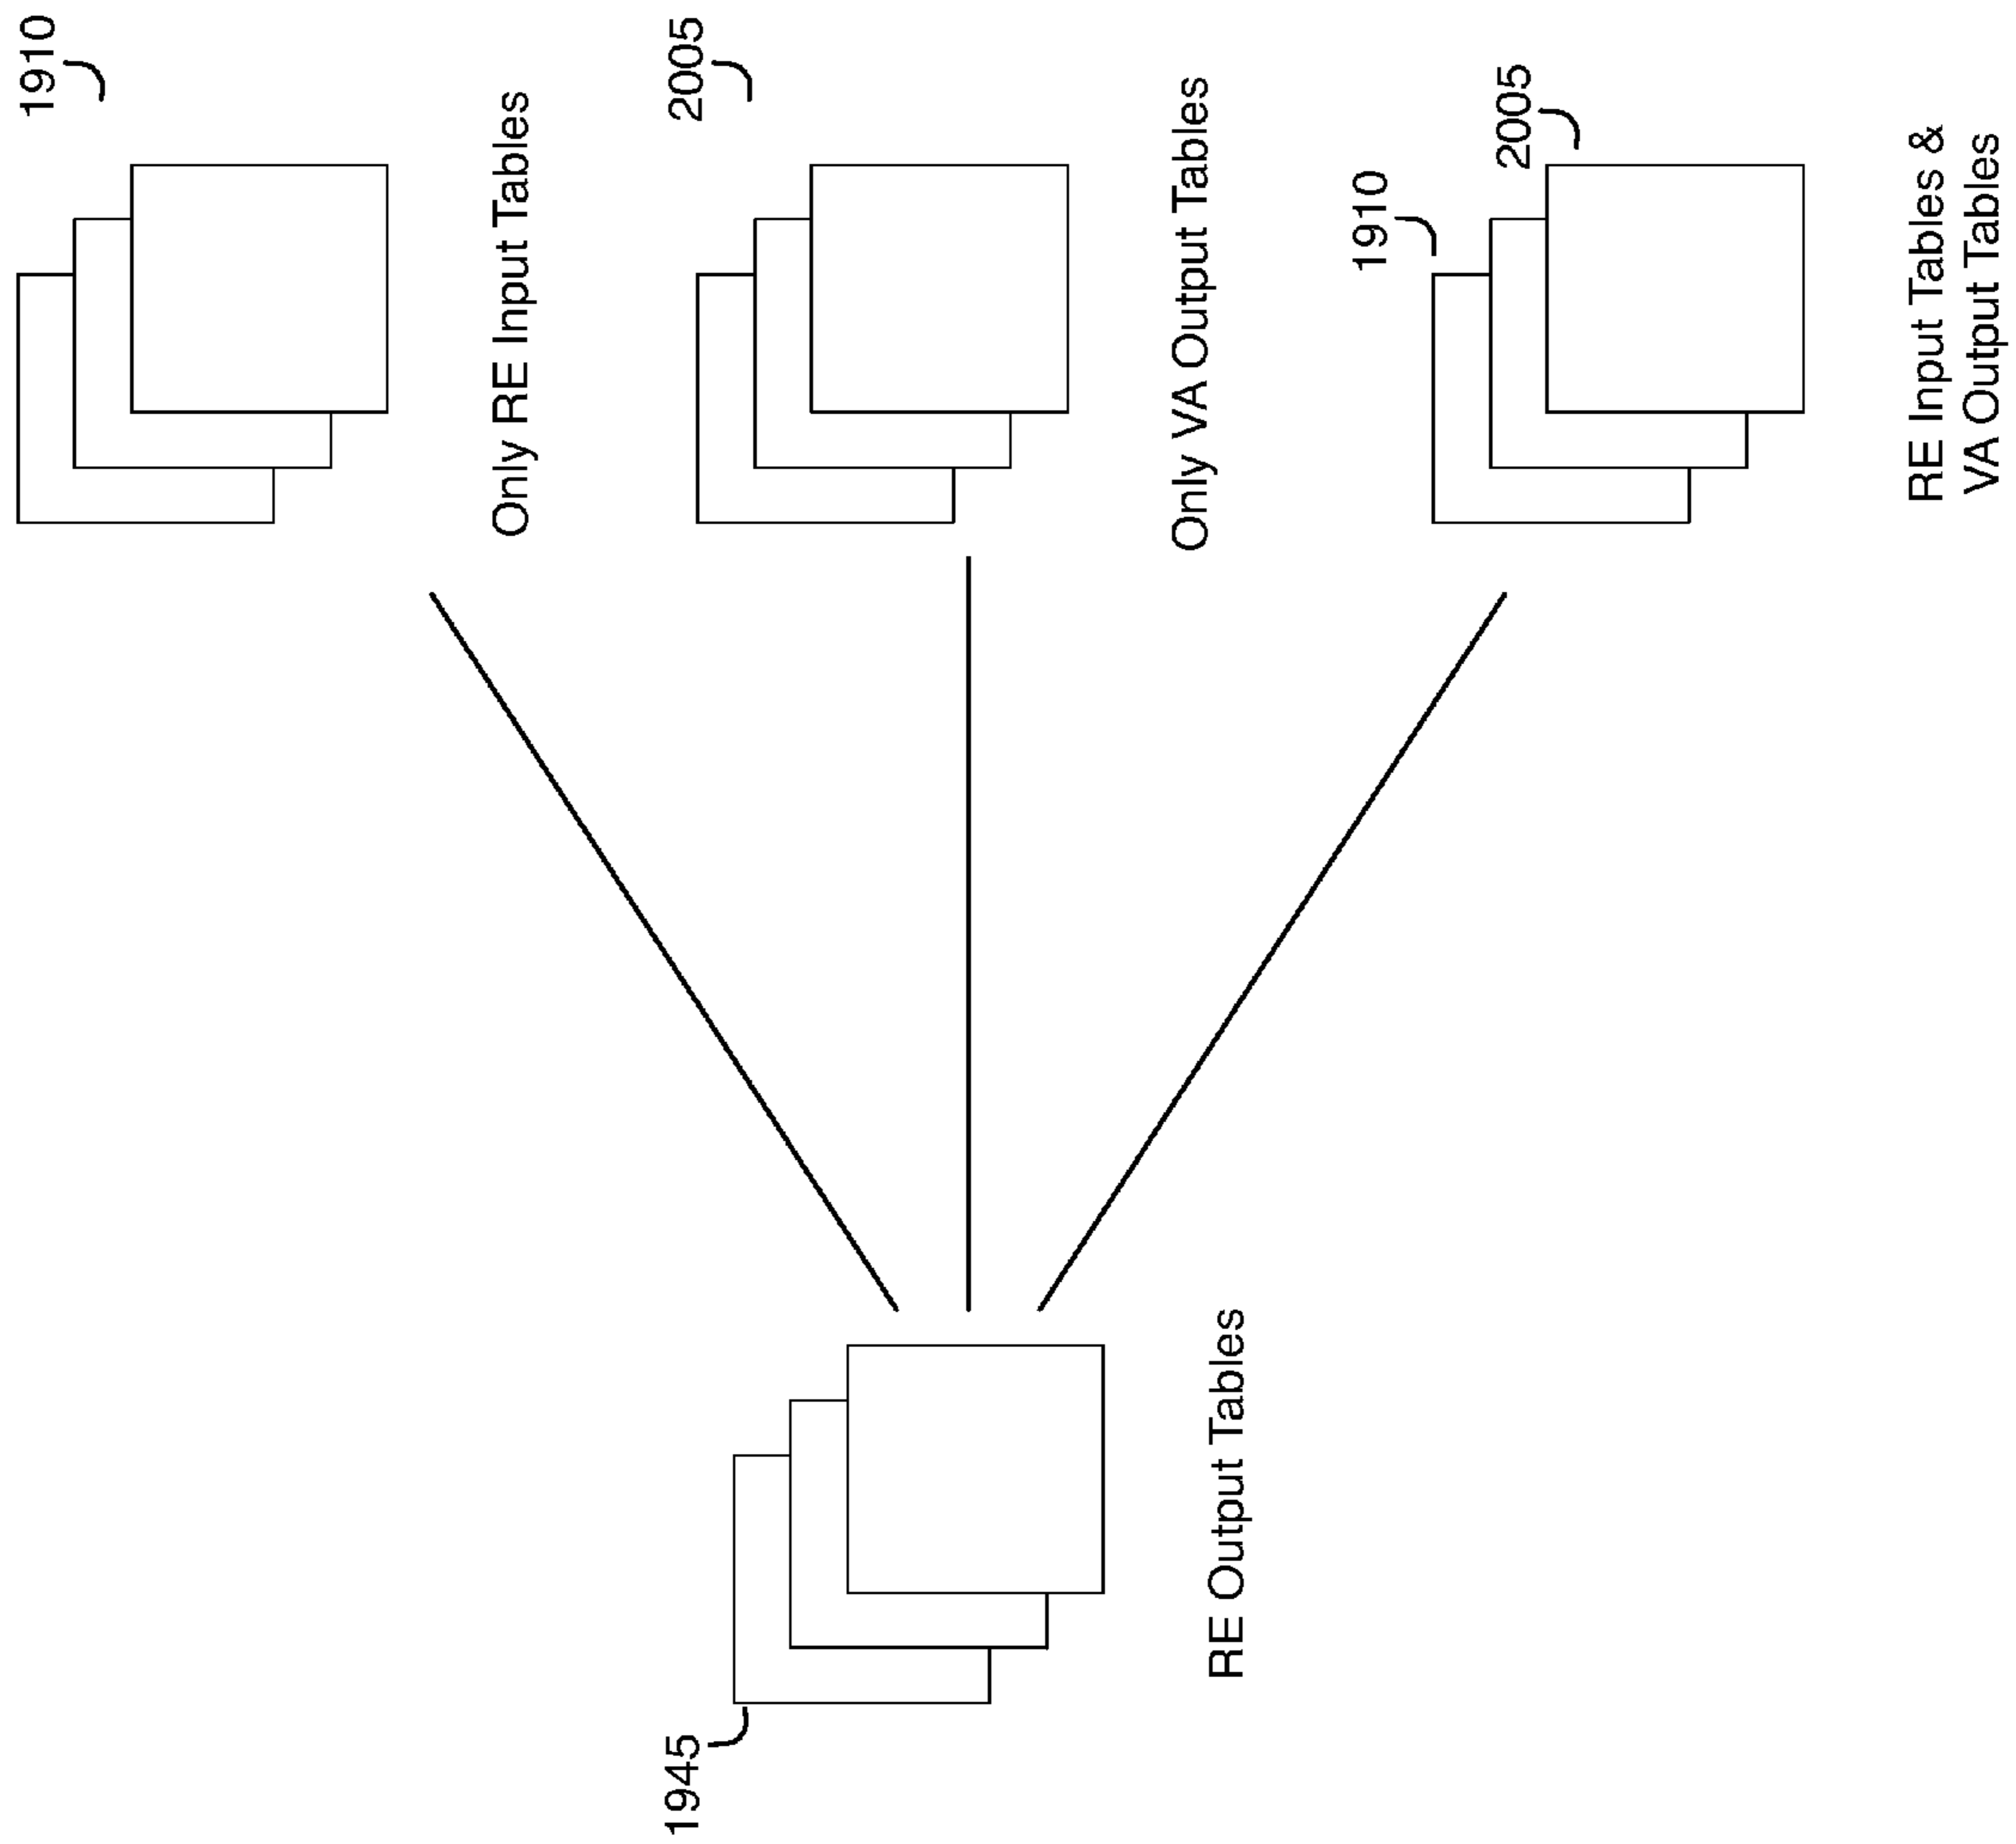 1910
Only RE Input Tables
1945
2005
Only VA Output Tables
RE Output Tables
1910
2005
RE Input Tables &
VA Output Tables